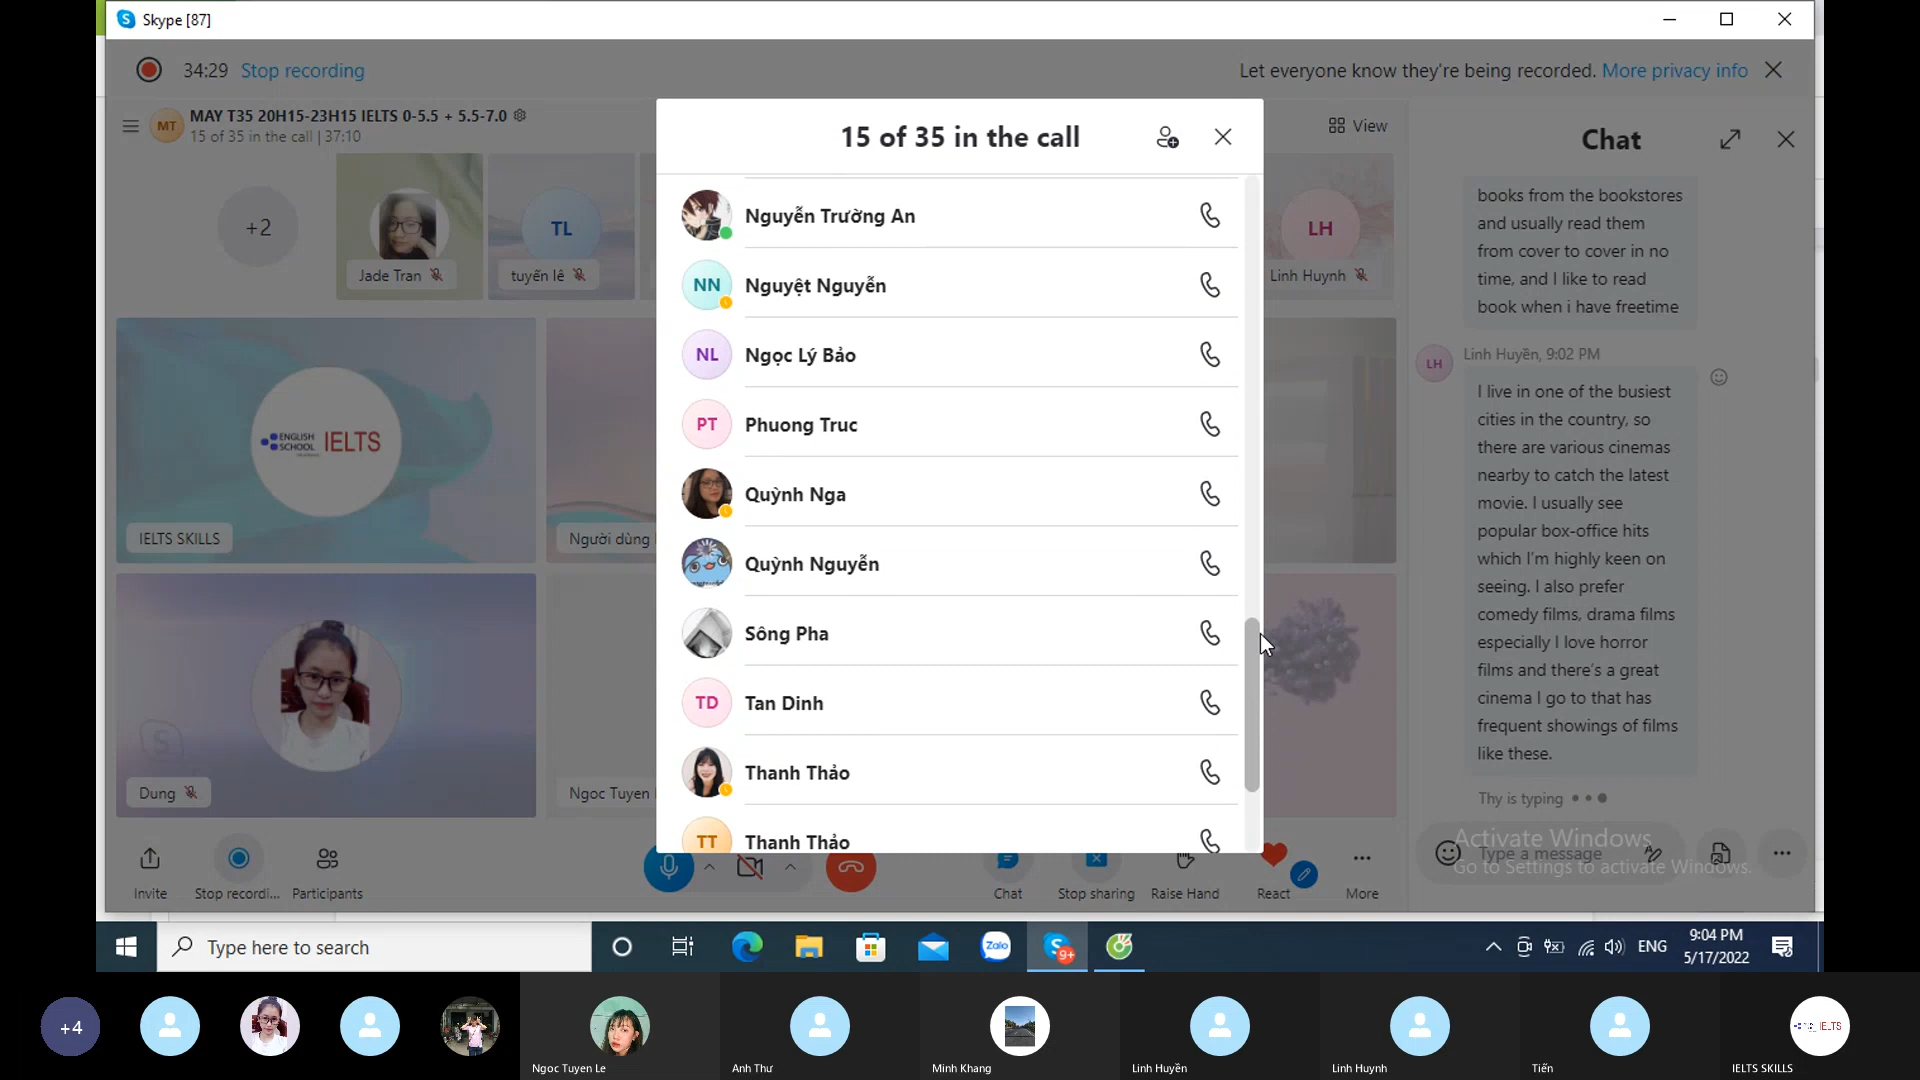 Skype [87]
34:29 Stop recording
Let everyone know they're being recorded. More privacy info
MT
MAY T35 20H15-23H15 IELTS 0-5.5 + 5.5-7.0
15 of 35 in the call | 37:10
View
+2
Jade Tran
TL
tuyến lê
LH
Linh Huynh
ENGLISH SCHOOL IELTS
IELTS SKILLS
Người dùng
Dung
Ngoc Tuyen
15 of 35 in the call
Nguyễn Trường An
NN
Nguyệt Nguyễn
NL
Ngọc Lý Bảo
PT
Phuong Truc
Quỳnh Nga
Quỳnh Nguyễn
Sông Pha
TD
Tan Dinh
Thanh Thảo
TT
Thanh Thảo
Chat
books from the bookstores
and usually read them
from cover to cover in no
time, and I like to read
book when i have freetime
Linh Huyền, 9:02 PM
LH
I live in one of the busiest
cities in the country, so
there are various cinemas
nearby to catch the latest
movie. I usually see
popular box-office hits
which I'm highly keen on
seeing. I also prefer
comedy films, drama films
especially I love horror
films and there's a great
cinema I go to that has
frequent showings of films
like these.
Thy is typing
Type a message
Activate Windows
Go to Settings to activate Windows.
Invite
Stop recordi...
Participants
Chat
Stop sharing
Raise Hand
React
More
Type here to search
Zalo
9+
ENG
9:04 PM
5/17/2022
+4
Ngoc Tuyen Le
Anh Thư
Minh Khang
Linh Huyền
Linh Huynh
Tiến
IELTS SKILLS